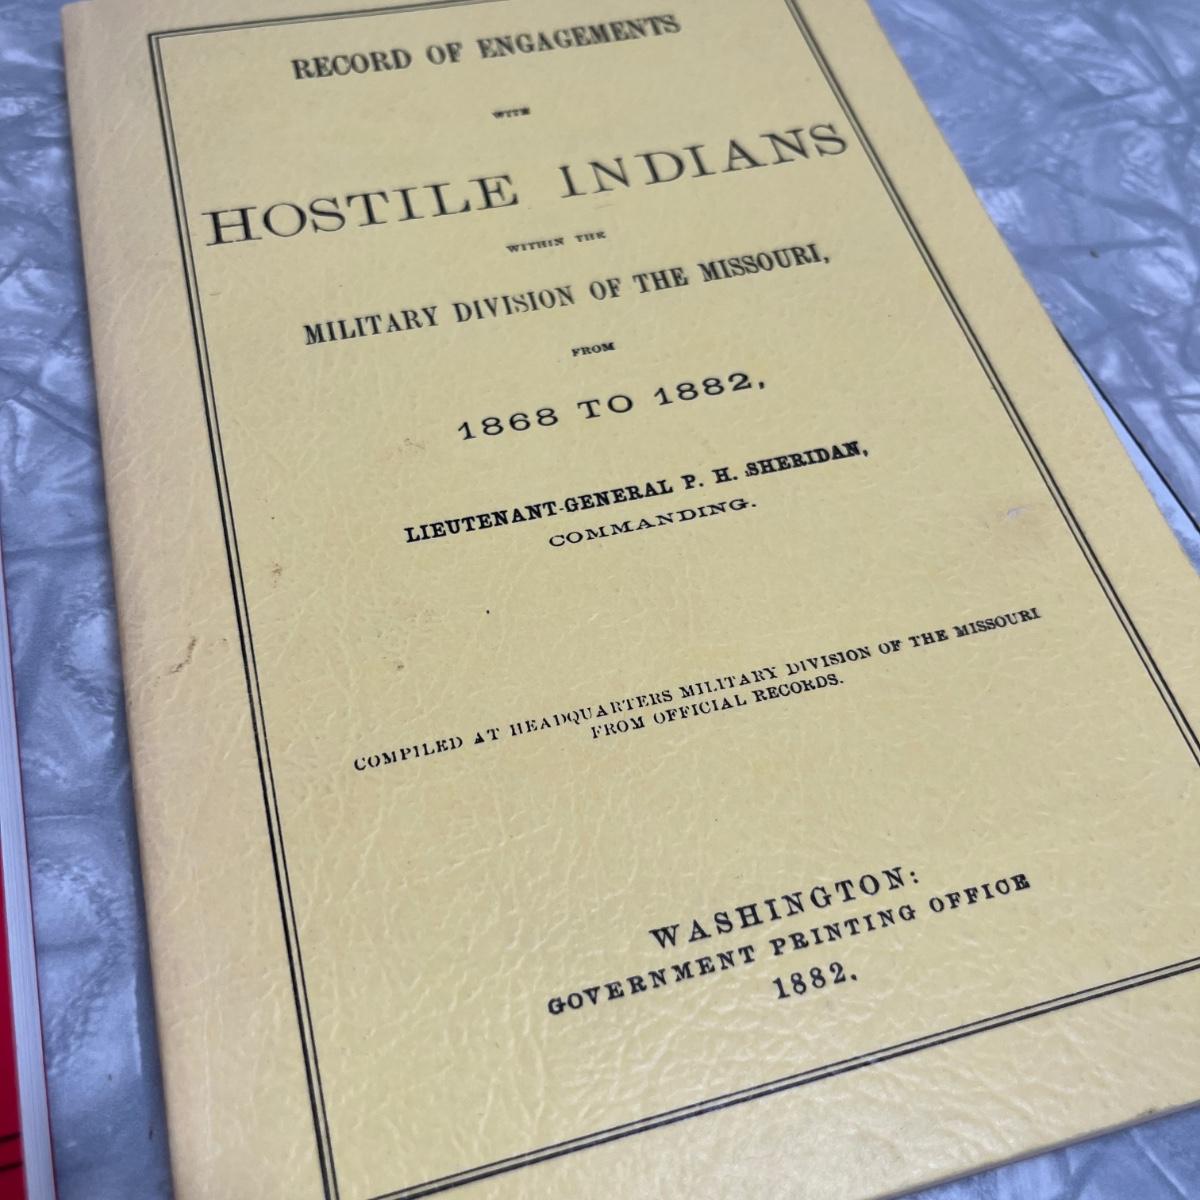 RECORD OF ENGAGEMENTS
WITH
HOSTILE INDIANS
WITHIN THE
MILITARY DIVISION OF THE MISSOURI,
FROM
1868 TO 1882,
LIEUTENANT-GENERAL P. H. SHERIDAN,
COMMANDING.
COMPILED AT HEADQUARTERS MILITARY DIVISION OF THE MISSOURI
FROM OFFICIAL RECORDS.
WASHINGTON:
GOVERNMENT PRINTING OFFICE
1882.